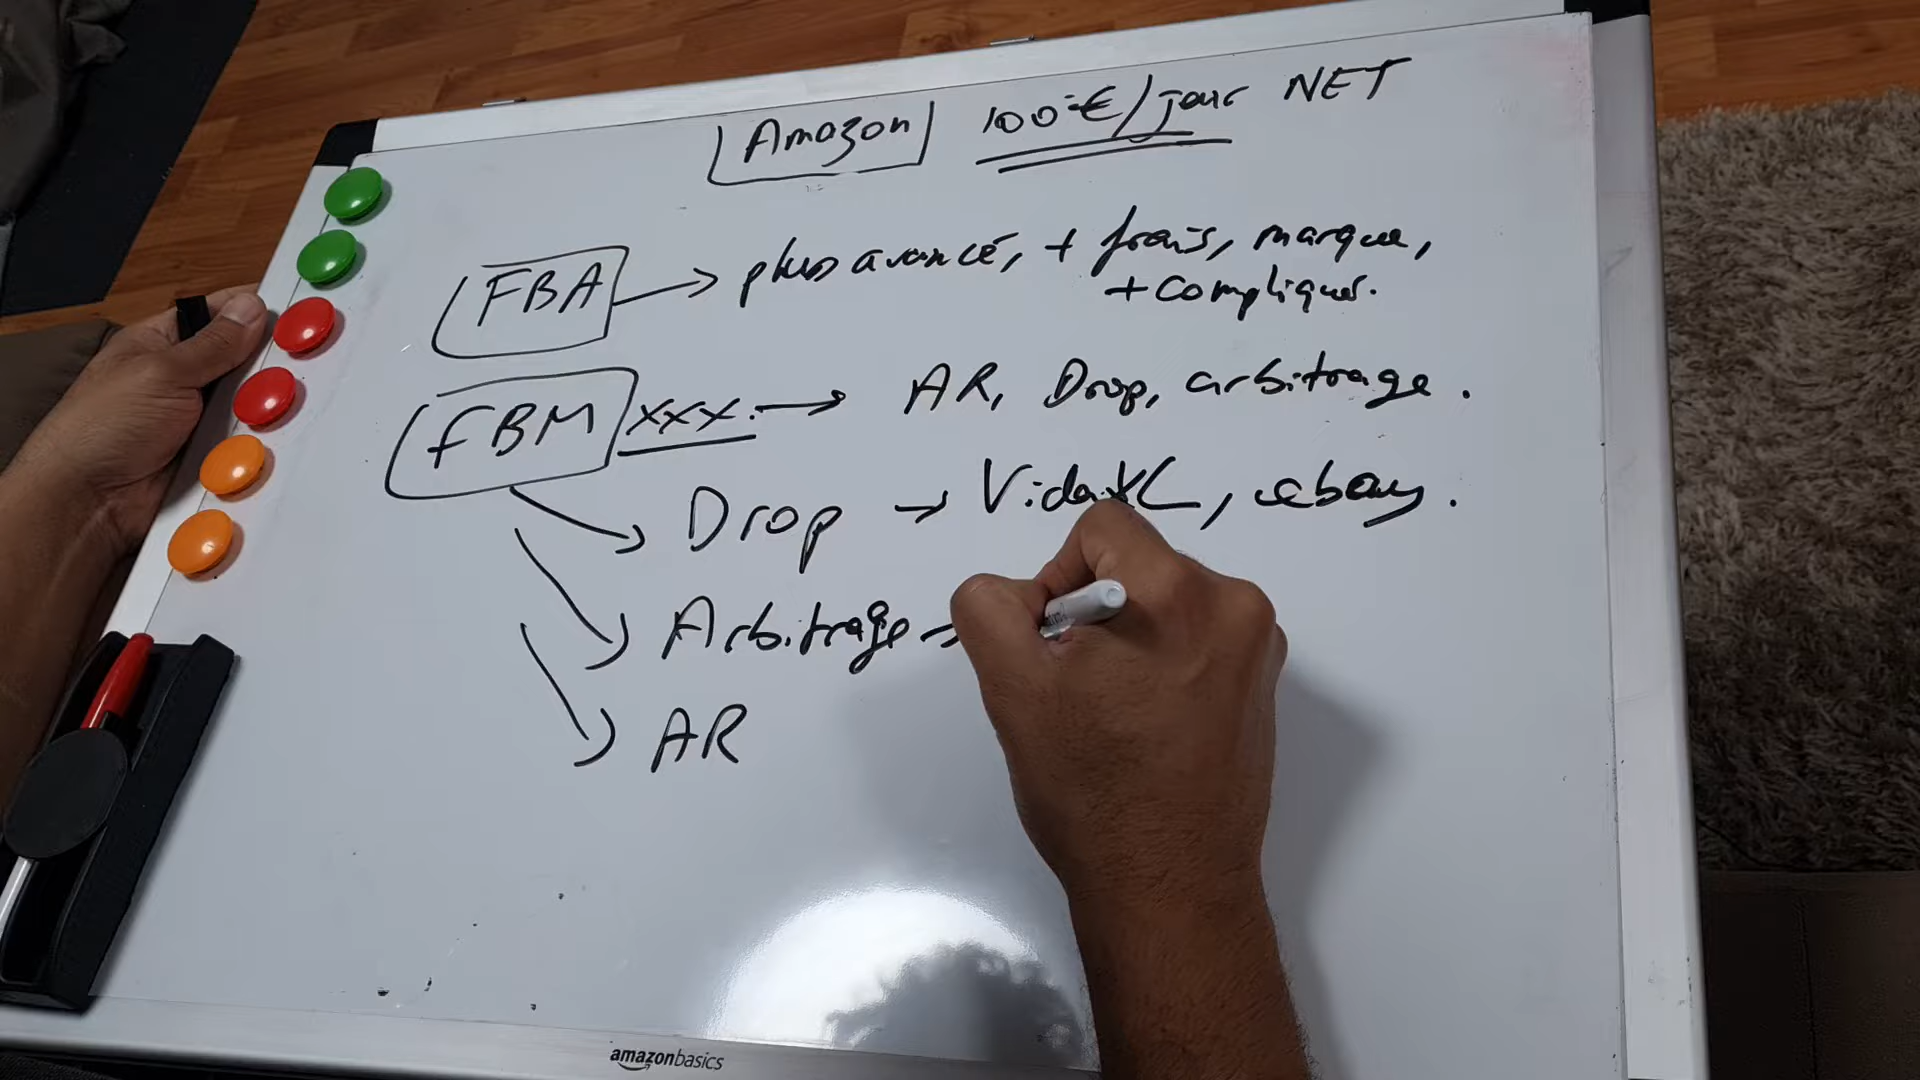 Amazon 100€/jour NET
FBA → plus avancé, + frais, marque,
+ compliqués.
FBM xxx. → AR, Drop, arbitrage.
Drop → VidaXL, ebay.
Arbitrage →
AR
amazonbasics